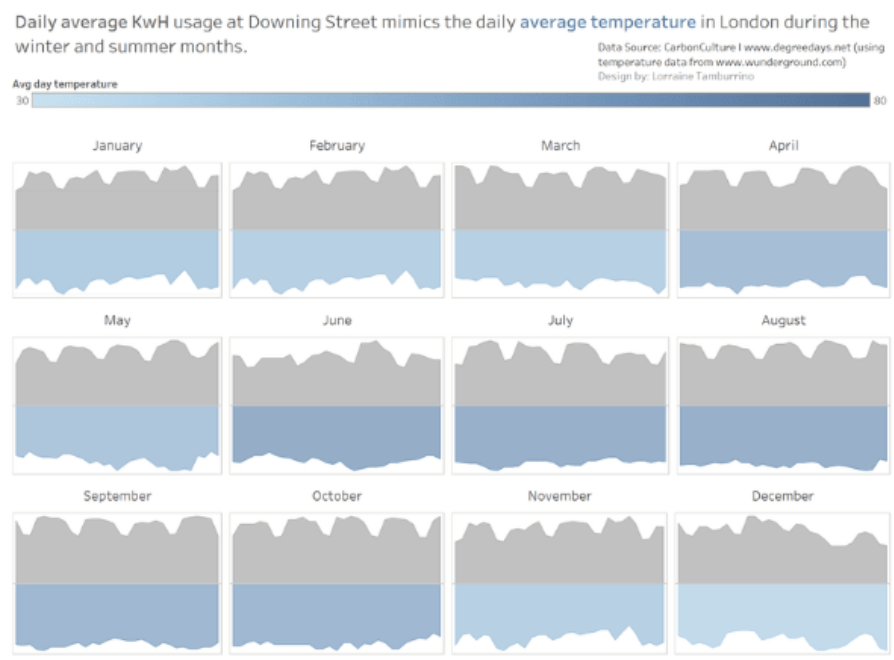 Daily average KwH usage at Downing Street mimics the daily average temperature in London during the
winter and summer months.
Data Source: CarbonCulture I www.degreedays.net (using
temperature data from www.wunderground.com)
Design by: Lorraine Tamburrino
Avg day temperature
30 80
January February March April
May June July August
September October November December